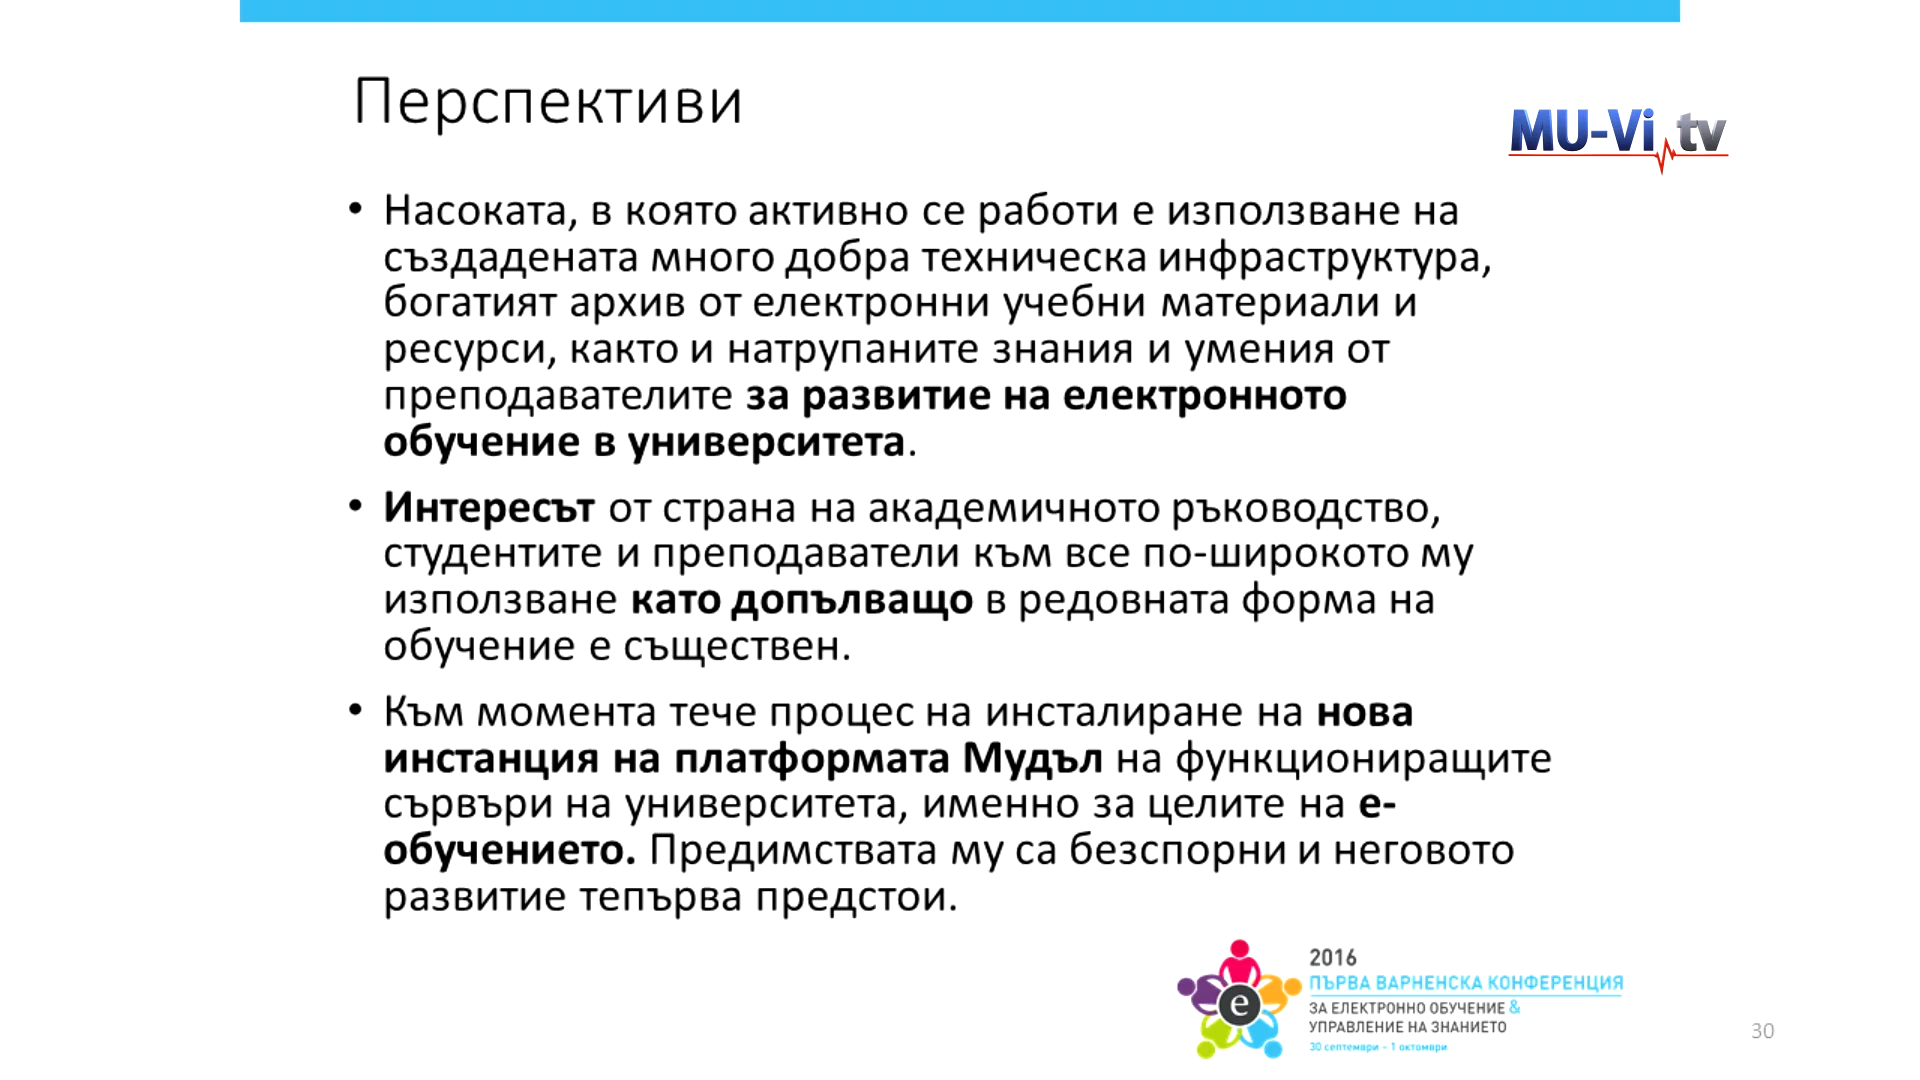 Перспективи
MU-Vi.tv
• Насоката, в която активно се работи е използване на
създадената много добра техническа инфраструктура,
богатият архив от електронни учебни материали и
ресурси, както и натрупаните знания и умения от
преподавателите за развитие на електронното
обучение в университета.
• Интересът от страна на академичното ръководство,
студентите и преподаватели към все по-широкото му
използване като допълващо в редовната форма на
обучение е съществен.
• Към момента тече процес на инсталиране на нова
инстанция на платформата Мудъл на функциониращите
сървъри на университета, именно за целите на е-
обучението. Предимствата му са безспорни и неговото
развитие тепърва предстои.
e
2016
ПЪРВА ВАРНЕНСКА КОНФЕРЕНЦИЯ
ЗА ЕЛЕКТРОННО ОБУЧЕНИЕ &
УПРАВЛЕНИЕ НА ЗНАНИЕТО
30 септември - 1 октомври
30